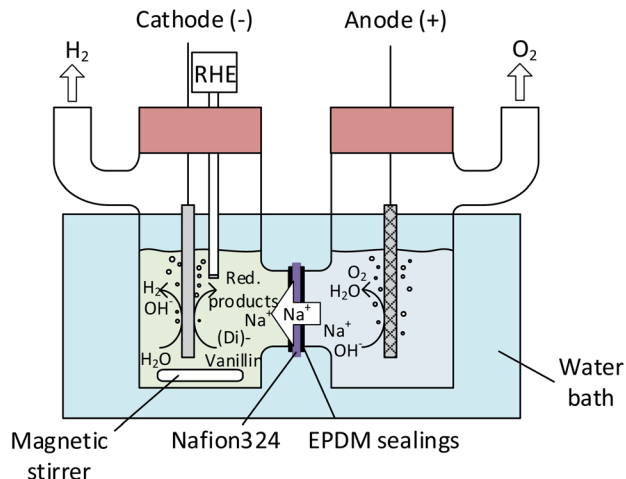 Cathode (-)
Anode (+)
H2
O2
RHE
H2
OH-
H2O
Red.
products
Na+
(Di)-
Vanillin
Na+
O2
H2O
Na+
OH-
Water
bath
Magnetic
stirrer
Nafion324
EPDM sealings